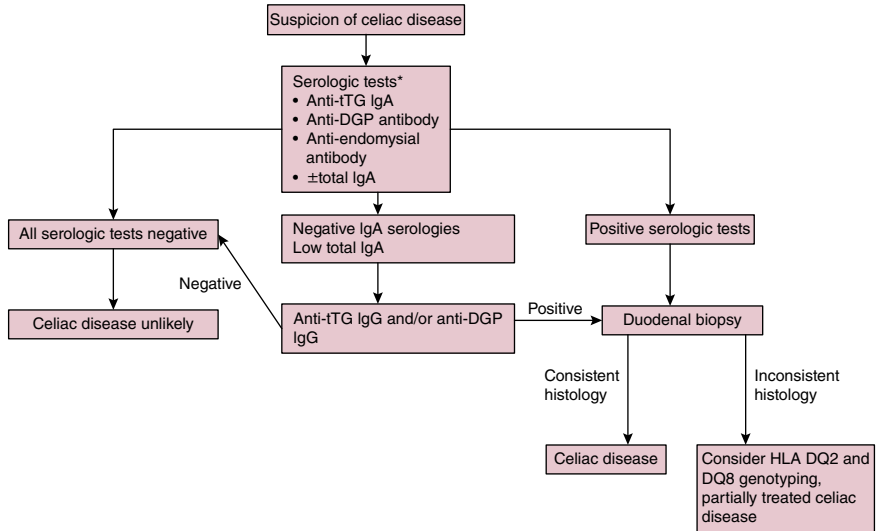 Suspicion of celiac disease
Serologic tests*
• Anti-tTG IgA
• Anti-DGP antibody
• Anti-endomysial
antibody
• ±total IgA
All serologic tests negative
Negative IgA serologies
Low total IgA
Positive serologic tests
Negative
Celiac disease unlikely
Anti-tTG IgG and/or anti-DGP
IgG
Positive
Duodenal biopsy
Consistent
histology
Inconsistent
histology
Celiac disease
Consider HLA DQ2 and
DQ8 genotyping,
partially treated celiac
disease